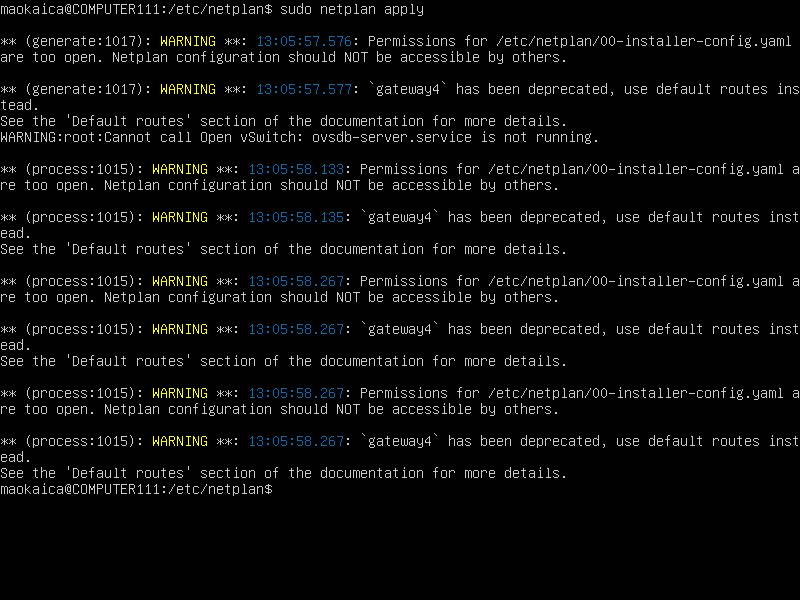 maokaica@COMPUTER111:/etc/netplan$ sudo netplan apply
** (generate:1017): WARNING **: 13:05:57.576: Permissions for /etc/netplan/00-installer-config.yaml
are too open. Netplan configuration should NOT be accessible by others.
** (generate:1017): WARNING **: 13:05:57.577: `gateway4` has been deprecated, use default routes ins
tead.
See the 'Default routes' section of the documentation for more details.
WARNING:root:Cannot call Open vSwitch: ovsdb-server.service is not running.
** (process:1015): WARNING **: 13:05:58.133: Permissions for /etc/netplan/00-installer-config.yaml a
re too open. Netplan configuration should NOT be accessible by others.
** (process:1015): WARNING **: 13:05:58.135: `gateway4` has been deprecated, use default routes inst
ead.
See the 'Default routes' section of the documentation for more details.
** (process:1015): WARNING **: 13:05:58.267: Permissions for /etc/netplan/00-installer-config.yaml a
re too open. Netplan configuration should NOT be accessible by others.
** (process:1015): WARNING **: 13:05:58.267: `gateway4` has been deprecated, use default routes inst
ead.
See the 'Default routes' section of the documentation for more details.
** (process:1015): WARNING **: 13:05:58.267: Permissions for /etc/netplan/00-installer-config.yaml a
re too open. Netplan configuration should NOT be accessible by others.
** (process:1015): WARNING **: 13:05:58.267: `gateway4` has been deprecated, use default routes inst
ead.
See the 'Default routes' section of the documentation for more details.
maokaica@COMPUTER111:/etc/netplan$